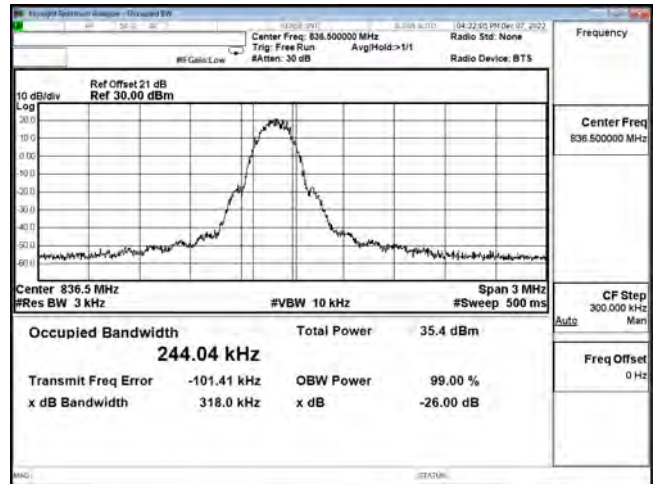 Keysight Spectrum Analyzer - Occupied BW
SENSE:INT
04:22:05 PM Dec 07, 2022
Center Freq: 836.500000 MHz
Radio Std: None
Frequency
Trig: Free Run
Avg|Hold:>1/1
#IFGain:Low
#Atten: 30 dB
Radio Device: BTS
Ref Offset 21 dB
10 dB/div
Ref 30.00 dBm
Log
20.0
10.0
0.00
-10.0
-20.0
-30.0
-40.0
-50.0
-60.0
Center Freq
836.500000 MHz
Center 836.5 MHz
Span 3 MHz
#Res BW 3 kHz
#VBW 10 kHz
#Sweep 500 ms
CF Step
300.000 kHz
Auto
Man
Occupied Bandwidth
Total Power
35.4 dBm
244.04 kHz
Freq Offset
0 Hz
Transmit Freq Error
-101.41 kHz
OBW Power
99.00 %
x dB Bandwidth
318.0 kHz
x dB
-26.00 dB
MSG
STATUS